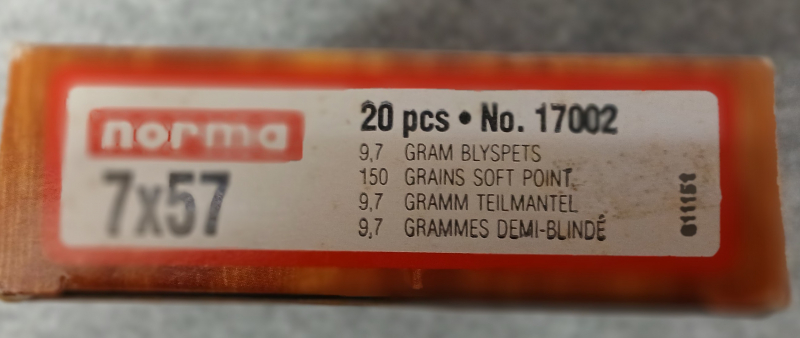 norma
7x57
20 pcs • No. 17002
9,7 GRAM BLYSPETS
150 GRAINS SOFT POINT
9,7 GRAMM TEILMANTEL
9,7 GRAMMES DEMI-BLINDÉ